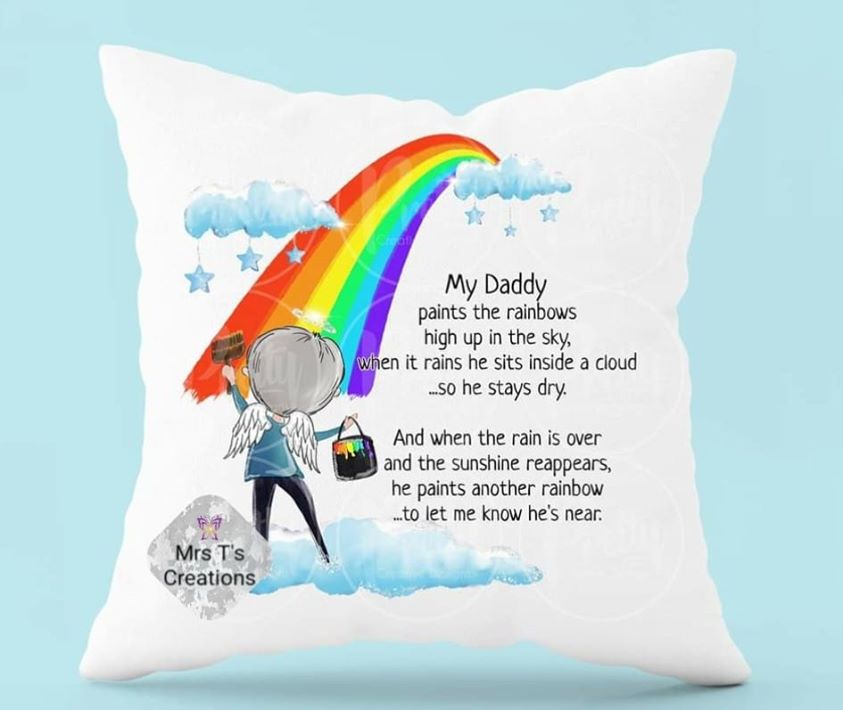 My Daddy
paints the rainbows
high up in the sky,
when it rains he sits inside a cloud
...so he stays dry.
And when the rain is over
and the sunshine reappears,
he paints another rainbow
...to let me know he's near.
Mrs T's
Creations